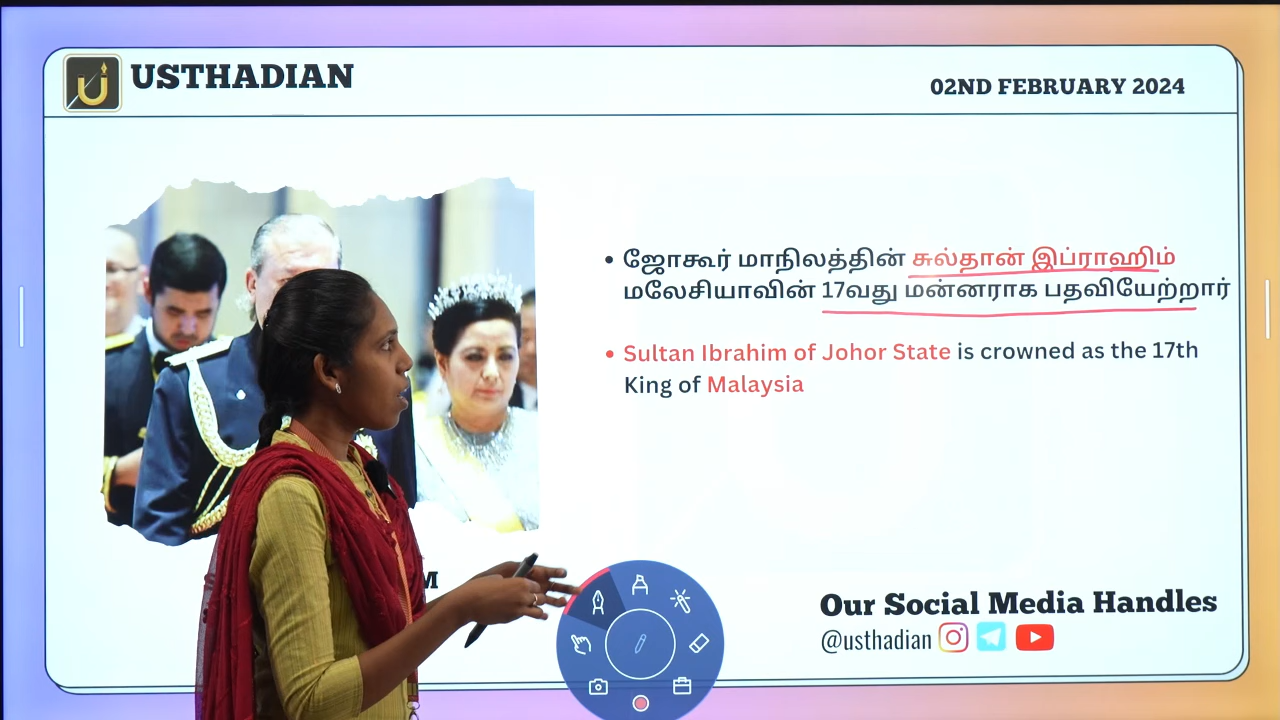 USTHADIAN
02ND FEBRUARY 2024
ஜோகூர் மாநிலத்தின் சுல்தான் இப்ராஹிம்
மலேசியாவின் 17வது மன்னராக பதவியேற்றார்
Sultan Ibrahim of Johor State is crowned as the 17th
King of Malaysia
Our Social Media Handles
@usthadian